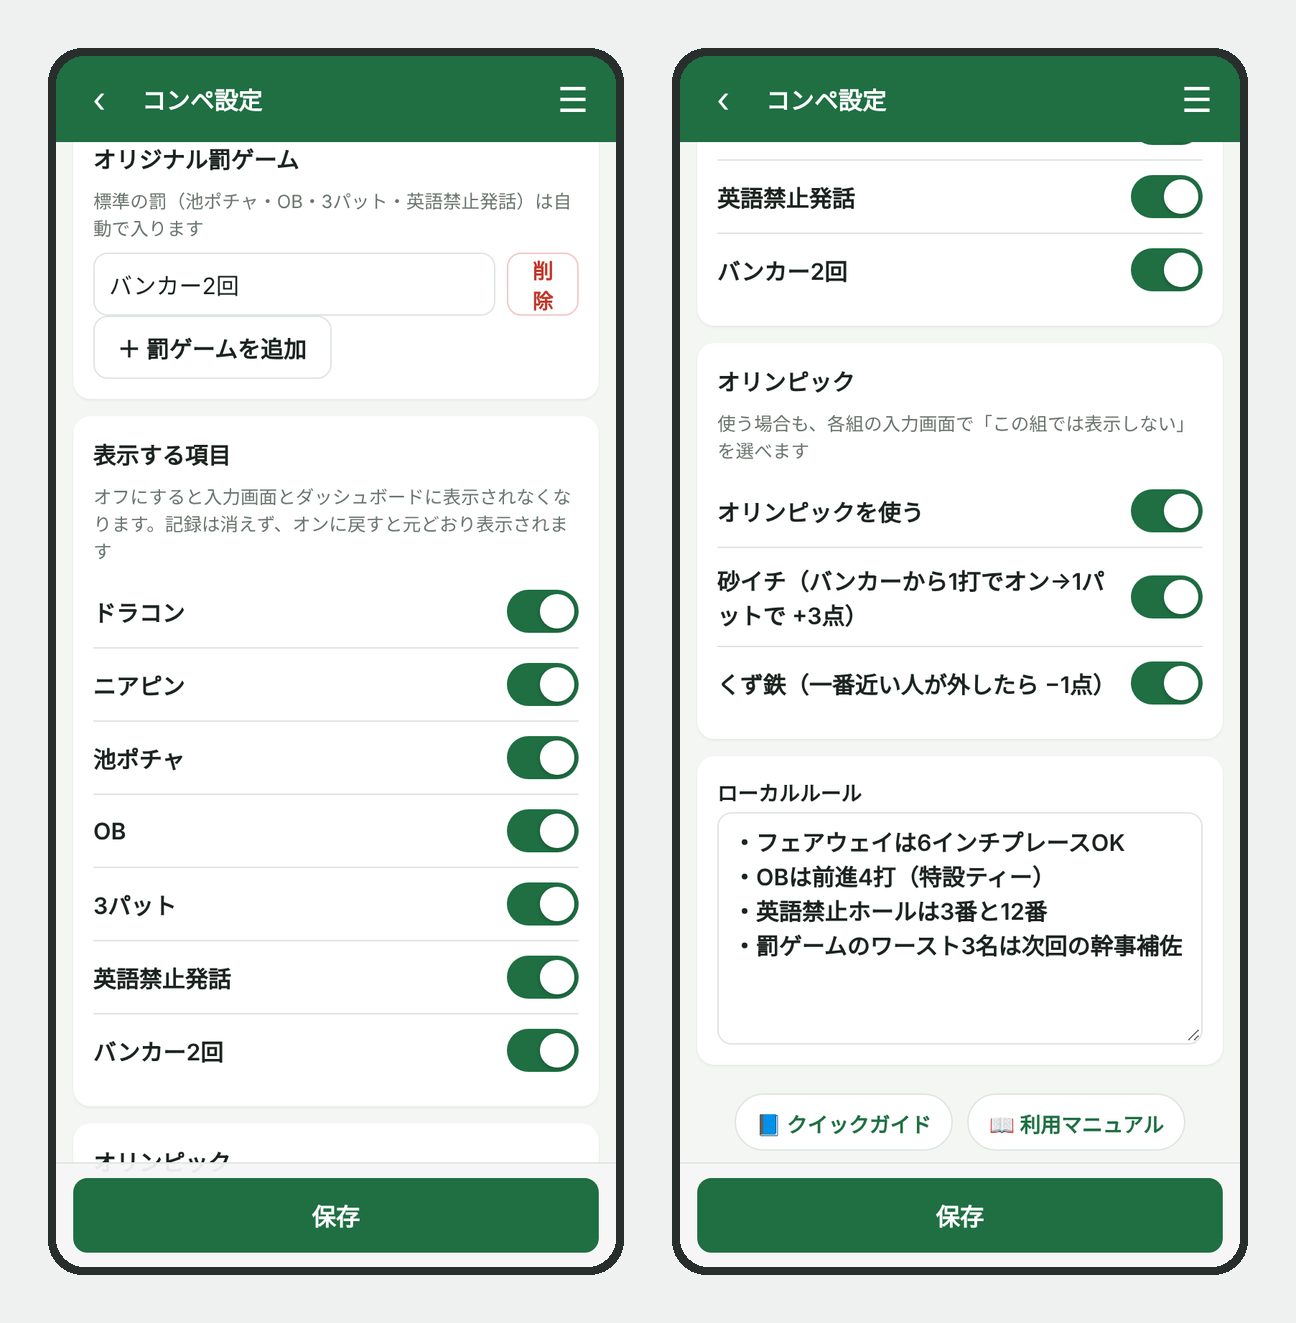 ‹ コンペ設定 ☰
オリジナル罰ゲーム
標準の罰（池ポチャ・OB・3パット・英語禁止発話）は自
動で入ります
バンカー2回
削
除
＋ 罰ゲームを追加
表示する項目
オフにすると入力画面とダッシュボードに表示されなくな
ります。記録は消えず、オンに戻すと元どおり表示されま
す
ドラコン
ニアピン
池ポチャ
OB
3パット
英語禁止発話
バンカー2回
オリンピック
保存
‹ コンペ設定 ☰
英語禁止発話
バンカー2回
オリンピック
使う場合も、各組の入力画面で「この組では表示しない」
を選べます
オリンピックを使う
砂イチ（バンカーから1打でオン→1パ
ットで +3点）
くず鉄（一番近い人が外したら −1点）
ローカルルール
・フェアウェイは6インチプレースOK
・OBは前進4打（特設ティー）
・英語禁止ホールは3番と12番
・罰ゲームのワースト3名は次回の幹事補佐
📘 クイックガイド
📖 利用マニュアル
保存